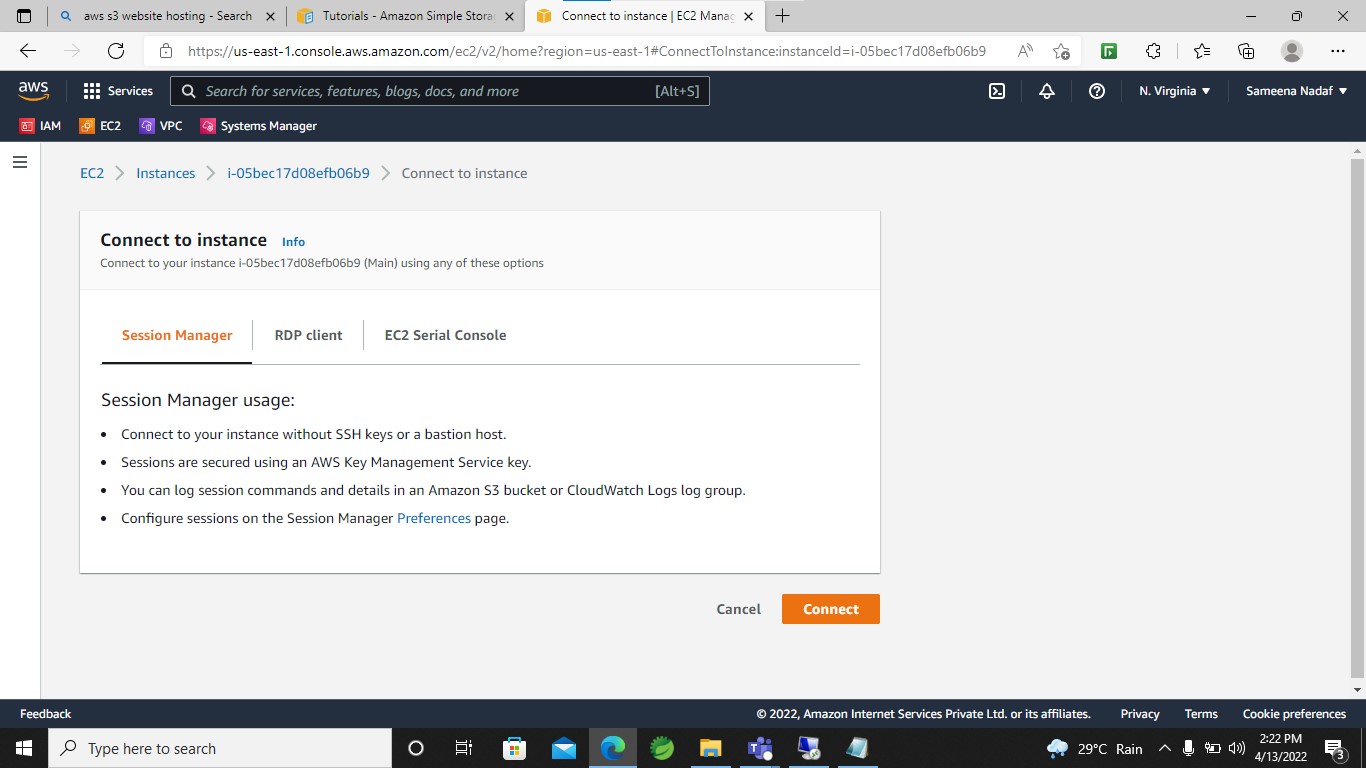 aws s3 website hosting - Search
Tutorials - Amazon Simple Stora
Connect to instance | EC2 Manag
https://us-east-1.console.aws.amazon.com/ec2/v2/home?region=us-east-1#ConnectToInstance:instanceId=i-05bec17d08efb06b9
aws
Services
Search for services, features, blogs, docs, and more
[Alt+S]
N. Virginia
Sameena Nadaf
IAM
EC2
VPC
Systems Manager
EC2
Instances
i-05bec17d08efb06b9
Connect to instance
Connect to instance Info
Connect to your instance i-05bec17d08efb06b9 (Main) using any of these options
Session Manager
RDP client
EC2 Serial Console
Session Manager usage:
Connect to your instance without SSH keys or a bastion host.
Sessions are secured using an AWS Key Management Service key.
You can log session commands and details in an Amazon S3 bucket or CloudWatch Logs log group.
Configure sessions on the Session Manager Preferences page.
Cancel
Connect
Feedback
© 2022, Amazon Internet Services Private Ltd. or its affiliates.
Privacy
Terms
Cookie preferences
Type here to search
29°C Rain
2:22 PM
4/13/2022
3